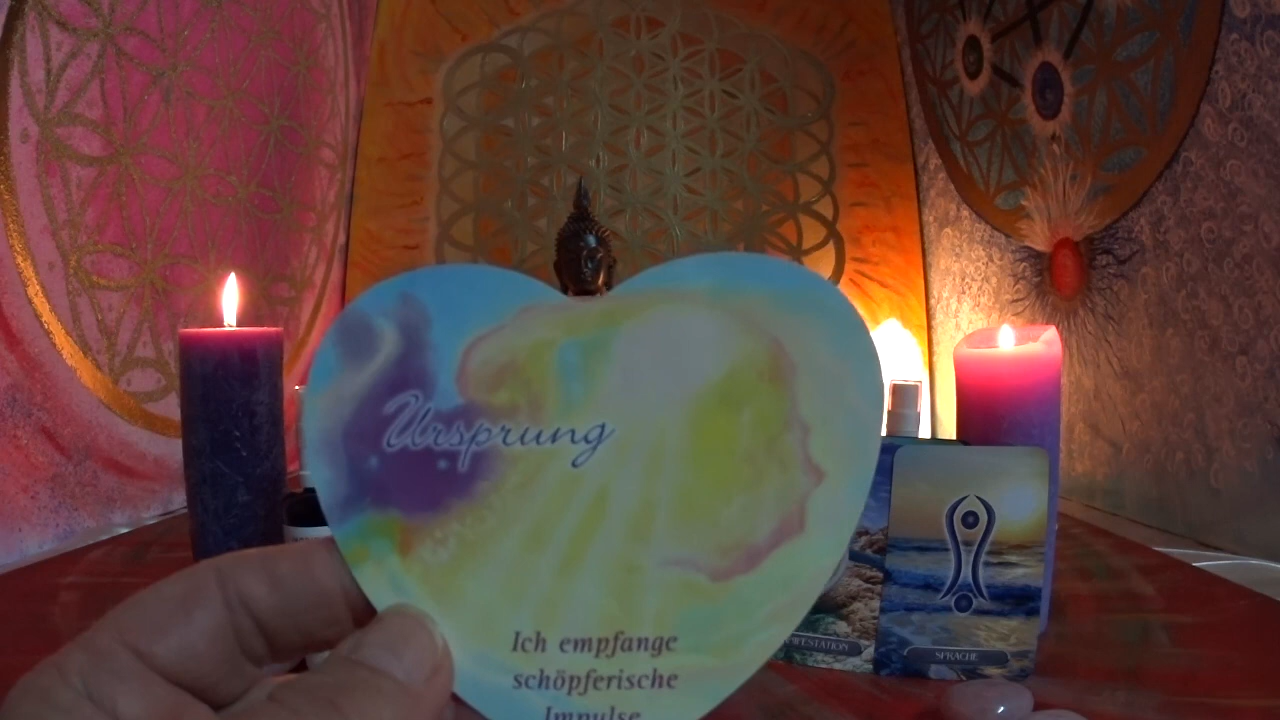 Ursprung
Ich empfange
schöpferische
Impulse
SPRACHE